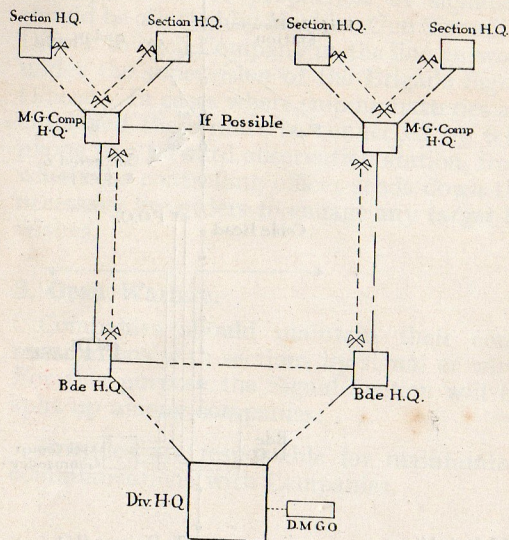 Section H.Q.
Section H.Q.
Section H.Q.
Section H.Q.
M·G·Comp.
H·Q·
If Possible
M·G·Comp
H·Q·
Bde H.Q.
Bde H.Q.
Div. H·Q
D.M G O